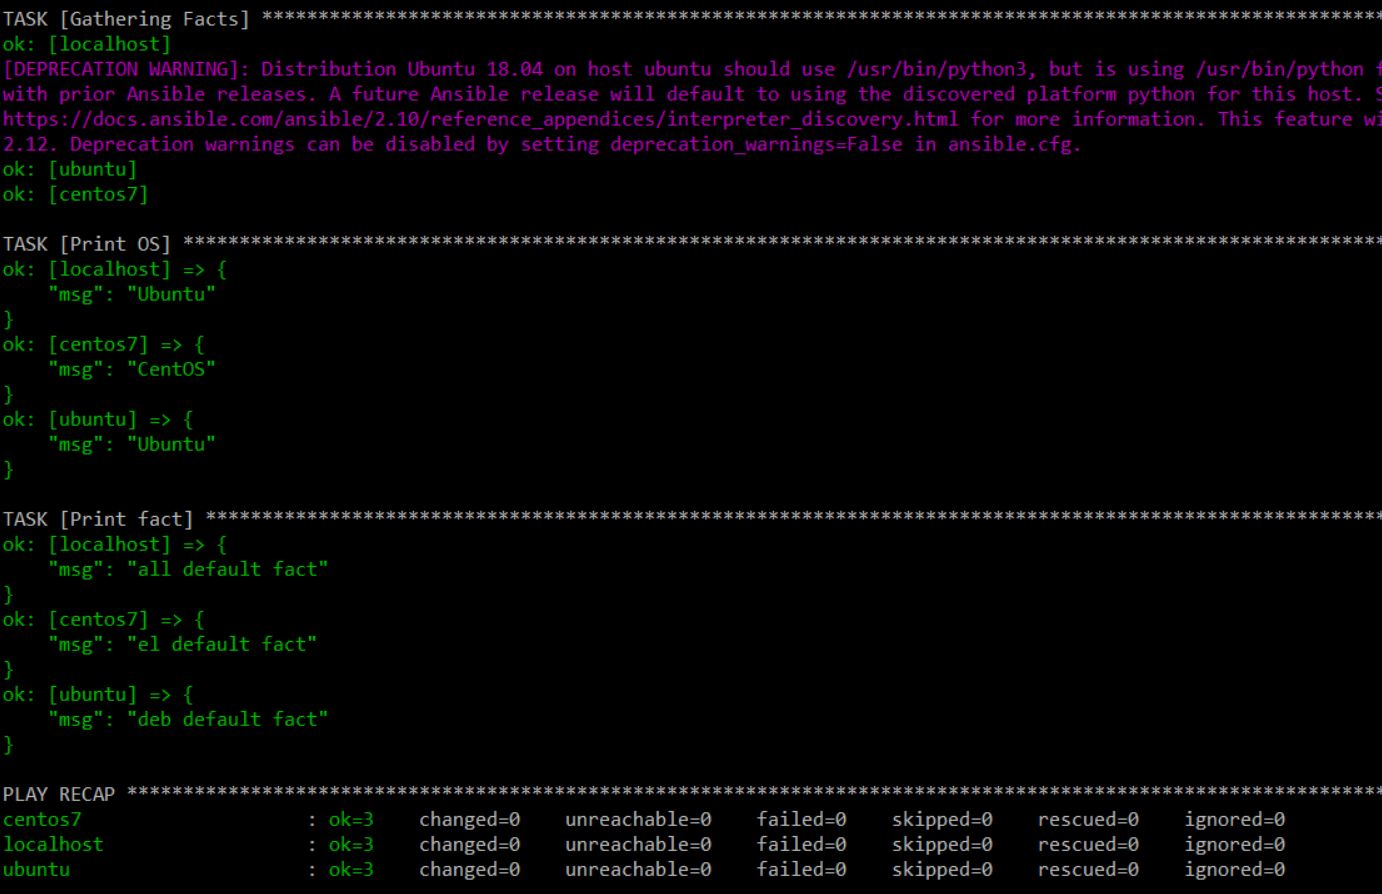 TASK [Gathering Facts] ****************************************************************************************************
ok: [localhost]
[DEPRECATION WARNING]: Distribution Ubuntu 18.04 on host ubuntu should use /usr/bin/python3, but is using /usr/bin/python
with prior Ansible releases. A future Ansible release will default to using the discovered platform python for this host.
https://docs.ansible.com/ansible/2.10/reference_appendices/interpreter_discovery.html for more information. This feature
2.12. Deprecation warnings can be disabled by setting deprecation_warnings=False in ansible.cfg.
ok: [ubuntu]
ok: [centos7]
TASK [Print OS] ***********************************************************************************************************
ok: [localhost] => {
    "msg": "Ubuntu"
}
ok: [centos7] => {
    "msg": "CentOS"
}
ok: [ubuntu] => {
    "msg": "Ubuntu"
}
TASK [Print fact] *********************************************************************************************************
ok: [localhost] => {
    "msg": "all default fact"
}
ok: [centos7] => {
    "msg": "el default fact"
}
ok: [ubuntu] => {
    "msg": "deb default fact"
}
PLAY RECAP ****************************************************************************************************************
centos7                    : ok=3    changed=0    unreachable=0    failed=0    skipped=0    rescued=0    ignored=0
localhost                  : ok=3    changed=0    unreachable=0    failed=0    skipped=0    rescued=0    ignored=0
ubuntu                     : ok=3    changed=0    unreachable=0    failed=0    skipped=0    rescued=0    ignored=0